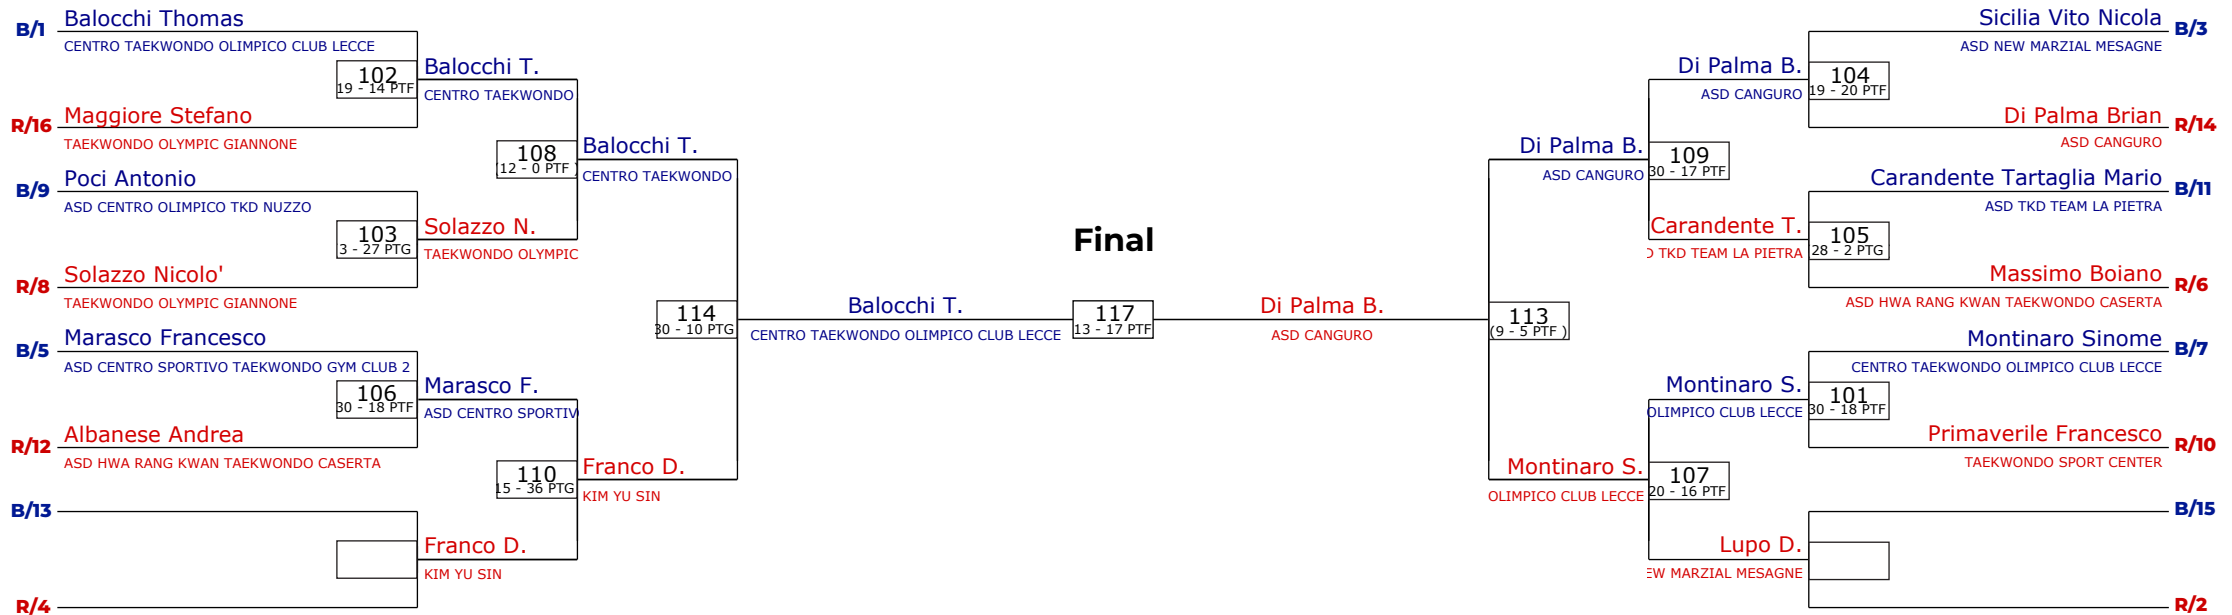 B/1 Balocchi Thomas
CENTRO TAEKWONDO OLIMPICO CLUB LECCE
102
19 - 14 PTF
R/16 Maggiore Stefano
TAEKWONDO OLYMPIC GIANNONE
B/9 Poci Antonio
ASD CENTRO OLIMPICO TKD NUZZO
103
3 - 27 PTG
R/8 Solazzo Nicolo'
TAEKWONDO OLYMPIC GIANNONE
B/5 Marasco Francesco
ASD CENTRO SPORTIVO TAEKWONDO GYM CLUB 2
106
30 - 18 PTF
R/12 Albanese Andrea
ASD HWA RANG KWAN TAEKWONDO CASERTA
B/13
R/4
Balocchi T.
CENTRO TAEKWONDO
108
(12 - 0 PTF )
Solazzo N.
TAEKWONDO OLYMPIC
Marasco F.
ASD CENTRO SPORTIV
110
15 - 36 PTG
Franco D.
KIM YU SIN
Balocchi T.
CENTRO TAEKWONDO
114
30 - 10 PTG
Franco D.
KIM YU SIN
Final
Balocchi T.
CENTRO TAEKWONDO OLIMPICO CLUB LECCE
117
13 - 17 PTF
Di Palma B.
ASD CANGURO
Di Palma B.
ASD CANGURO
113
(9 - 5 PTF )
Montinaro S.
OLIMPICO CLUB LECCE
Di Palma B.
ASD CANGURO
109
30 - 17 PTF
Carandente T.
TKD TEAM LA PIETRA
Montinaro S.
OLIMPICO CLUB LECCE
107
20 - 16 PTF
Lupo D.
EW MARZIAL MESAGNE
Sicilia Vito Nicola B/3
ASD NEW MARZIAL MESAGNE
104
19 - 20 PTF
Di Palma Brian R/14
ASD CANGURO
Carandente Tartaglia Mario B/11
ASD TKD TEAM LA PIETRA
105
28 - 2 PTG
Massimo Boiano R/6
ASD HWA RANG KWAN TAEKWONDO CASERTA
Montinaro Sinome B/7
CENTRO TAEKWONDO OLIMPICO CLUB LECCE
101
30 - 18 PTF
Primaverile Francesco R/10
TAEKWONDO SPORT CENTER
B/15
R/2